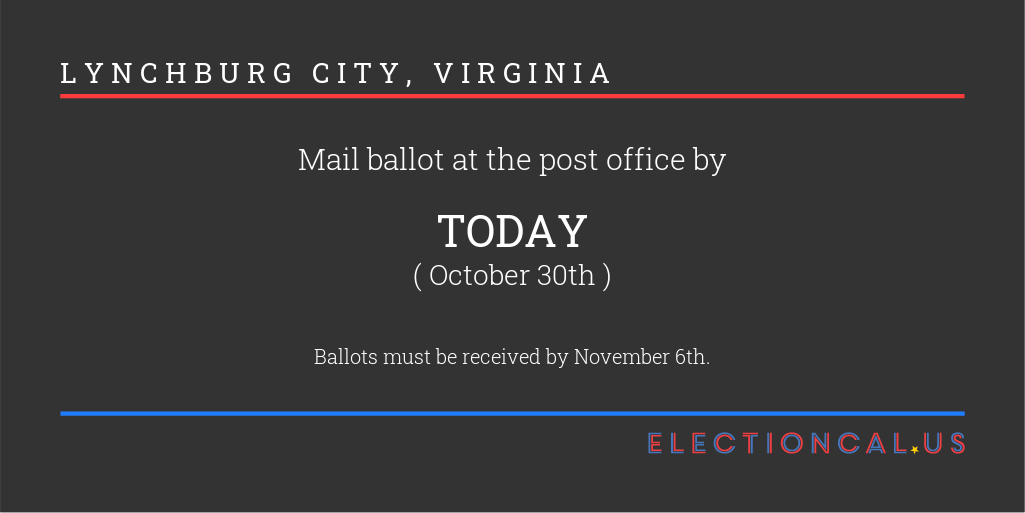 LYNCHBURG CITY, VIRGINIA
Mail ballot at the post office by
TODAY
( October 30th )
Ballots must be received by November 6th.
ELECTIONCAL.US